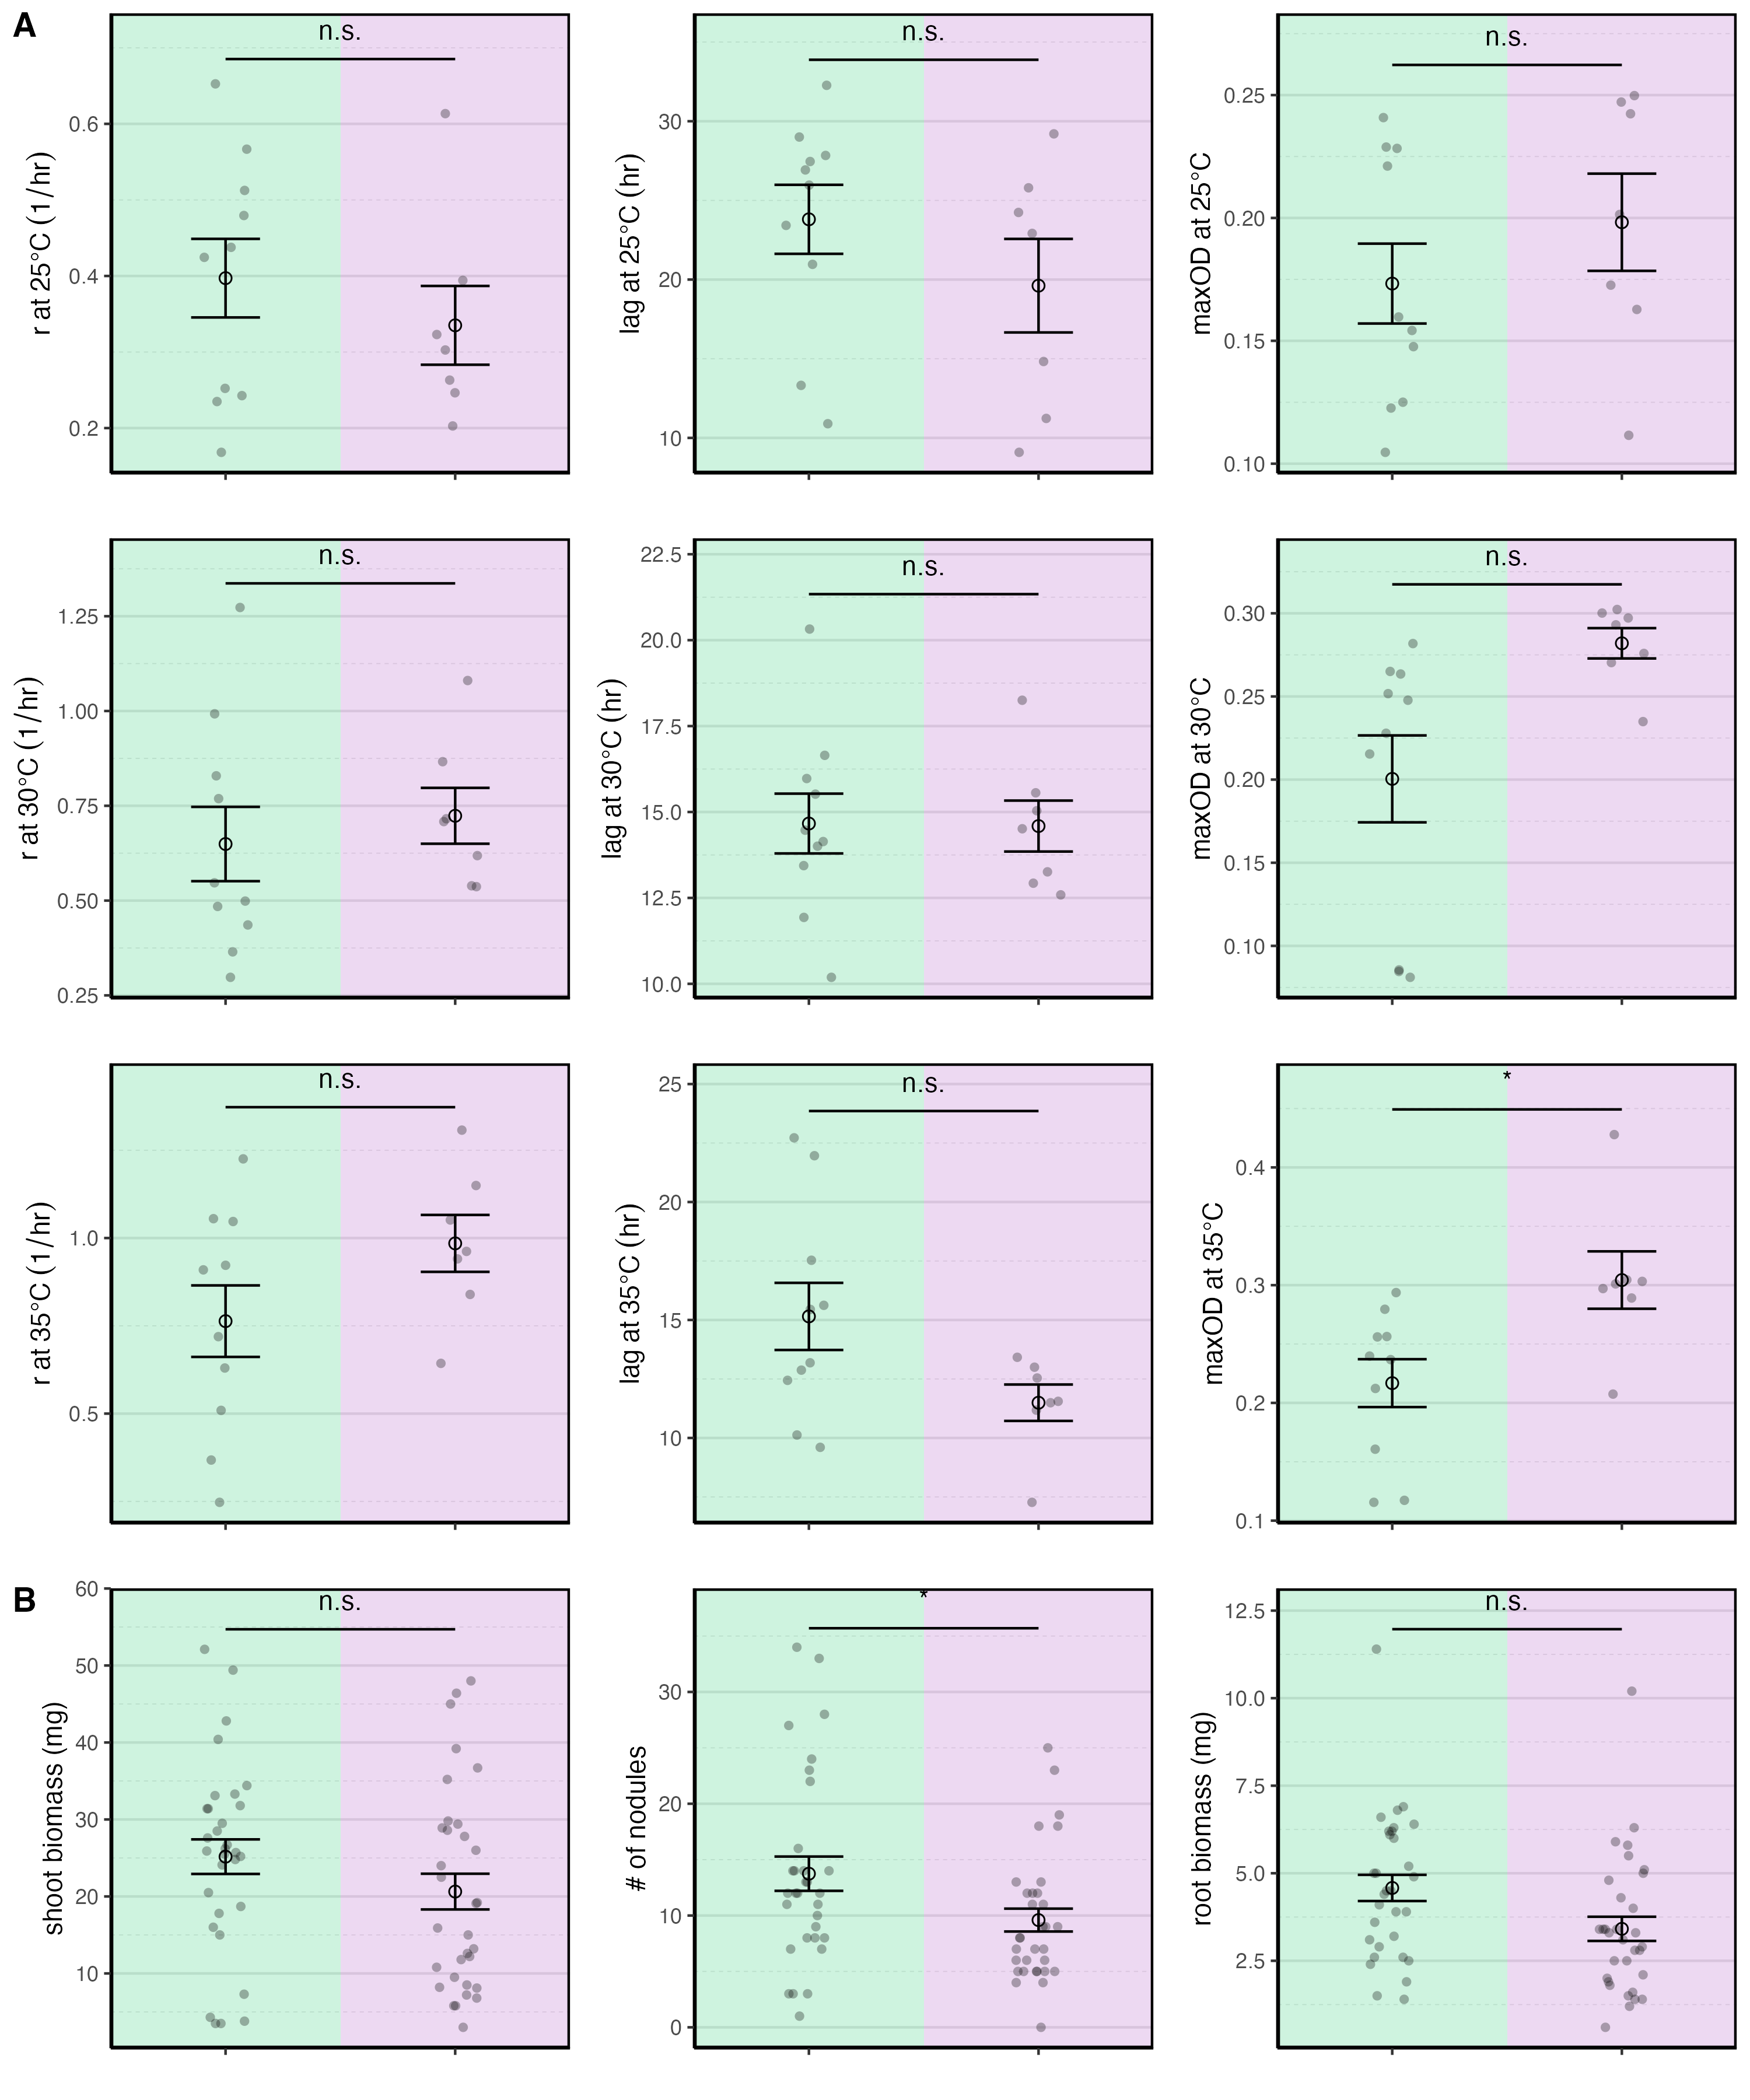 A
n.s.
r at 25°C (1/hr)
0.6
0.4
0.2
n.s.
lag at 25°C (hr)
30
20
10
n.s.
maxOD at 25°C
0.25
0.20
0.15
0.10
n.s.
r at 30°C (1/hr)
1.25
1.00
0.75
0.50
0.25
n.s.
lag at 30°C (hr)
22.5
20.0
17.5
15.0
12.5
10.0
n.s.
maxOD at 30°C
0.30
0.25
0.20
0.15
0.10
n.s.
r at 35°C (1/hr)
1.0
0.5
n.s.
lag at 35°C (hr)
25
20
15
10
*
maxOD at 35°C
0.4
0.3
0.2
0.1
B
n.s.
shoot biomass (mg)
60
50
40
30
20
10
*
# of nodules
30
20
10
0
n.s.
root biomass (mg)
12.5
10.0
7.5
5.0
2.5